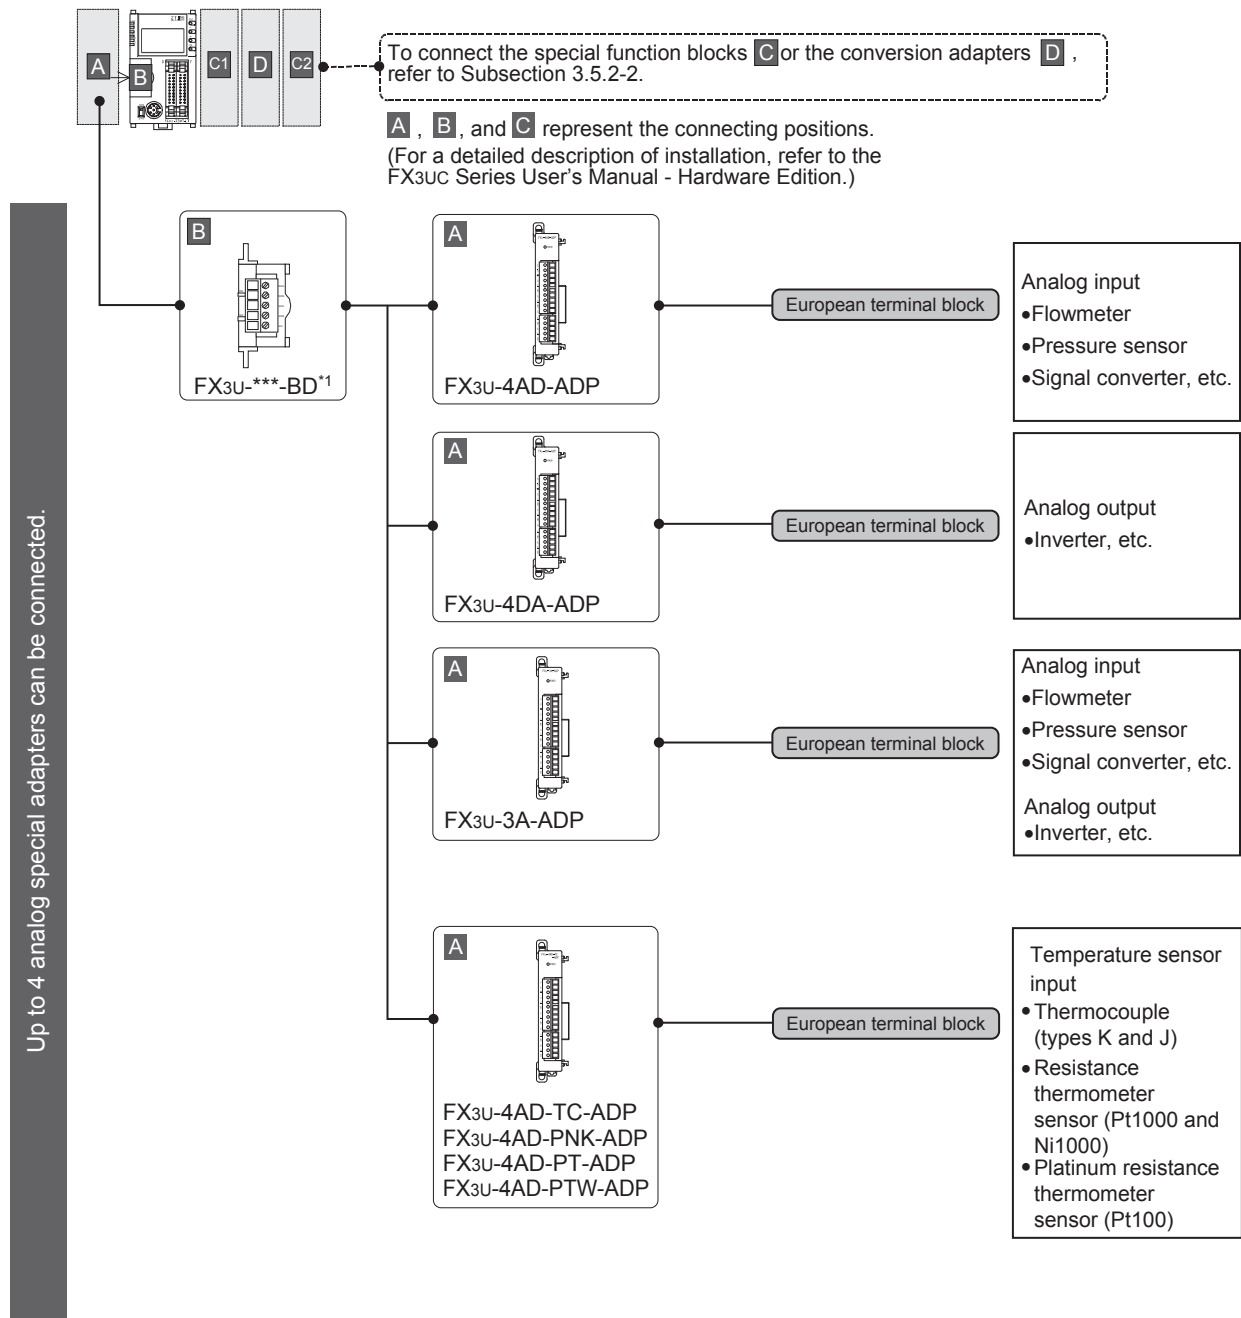 A
B
C1
D
C2
To connect the special function blocks C or the conversion adapters D ,
refer to Subsection 3.5.2-2.
A , B, and C represent the connecting positions.
(For a detailed description of installation, refer to the
FX3UC Series User's Manual - Hardware Edition.)
Up to 4 analog special adapters can be connected.
B
FX3U-***-BD*1
A
FX3U-4AD-ADP
European terminal block
Analog input
•Flowmeter
•Pressure sensor
•Signal converter, etc.
A
FX3U-4DA-ADP
European terminal block
Analog output
•Inverter, etc.
A
FX3U-3A-ADP
European terminal block
Analog input
•Flowmeter
•Pressure sensor
•Signal converter, etc.
Analog output
•Inverter, etc.
A
FX3U-4AD-TC-ADP
FX3U-4AD-PNK-ADP
FX3U-4AD-PT-ADP
FX3U-4AD-PTW-ADP
European terminal block
Temperature sensor
input
•Thermocouple
(types K and J)
•Resistance
thermometer
sensor (Pt1000 and
Ni1000)
•Platinum resistance
thermometer
sensor (Pt100)